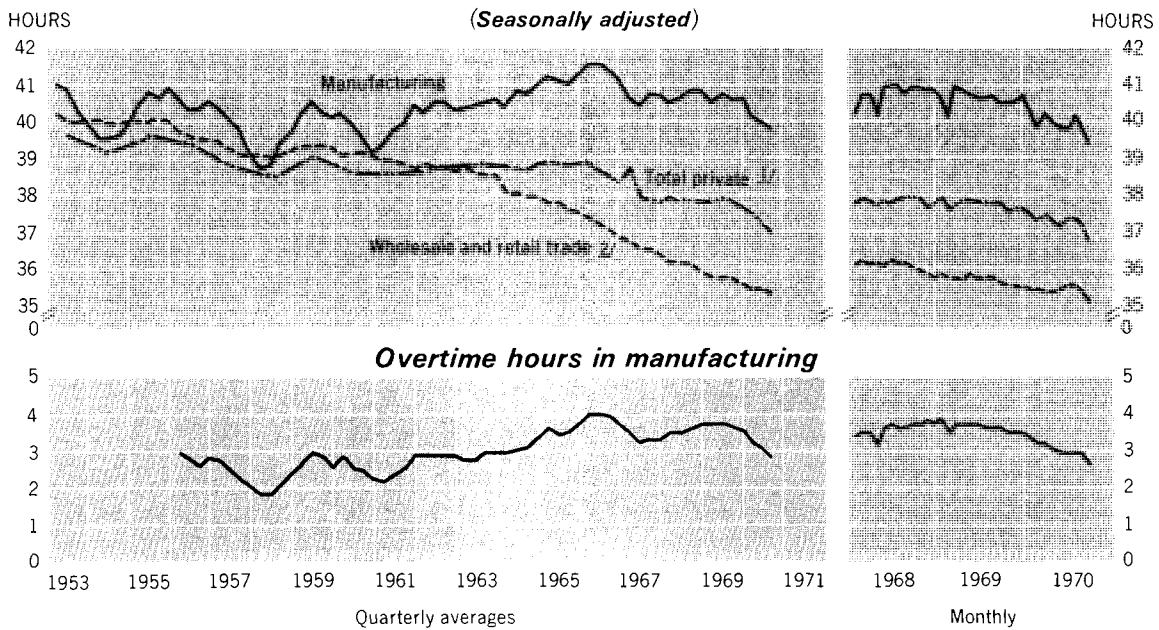 (Seasonally adjusted)
HOURS
HOURS
42
41
40
39
38
37
36
35
0
Manufacturing
Total private 1/
Wholesale and retail trade 2/
42
41
40
39
38
37
36
35
0
Overtime hours in manufacturing
5
4
3
2
1
0
5
4
3
2
1
0
1953 1955 1957 1959 1961 1963 1965 1967 1969 1971
1968 1969 1970
Quarterly averages
Monthly